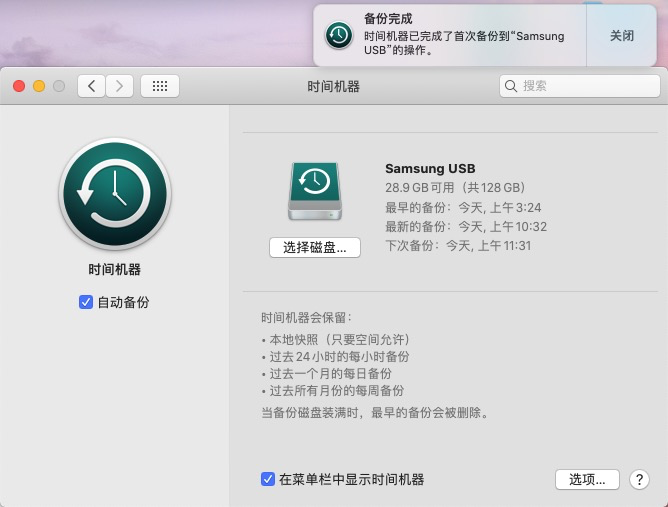 备份完成
时间机器已完成了首次备份到“Samsung
USB”的操作。
关闭
时间机器
搜索
Samsung USB
28.9 GB可用（共128 GB）
最早的备份：今天, 上午3:24
最新的备份：今天, 上午10:32
下次备份：今天, 上午11:31
选择磁盘...
时间机器
自动备份
时间机器会保留：
• 本地快照（只要空间允许）
• 过去24小时的每小时备份
• 过去一个月的每日备份
• 过去所有月份的每周备份
当备份磁盘装满时，最早的备份会被删除。
在菜单栏中显示时间机器
选项...
?